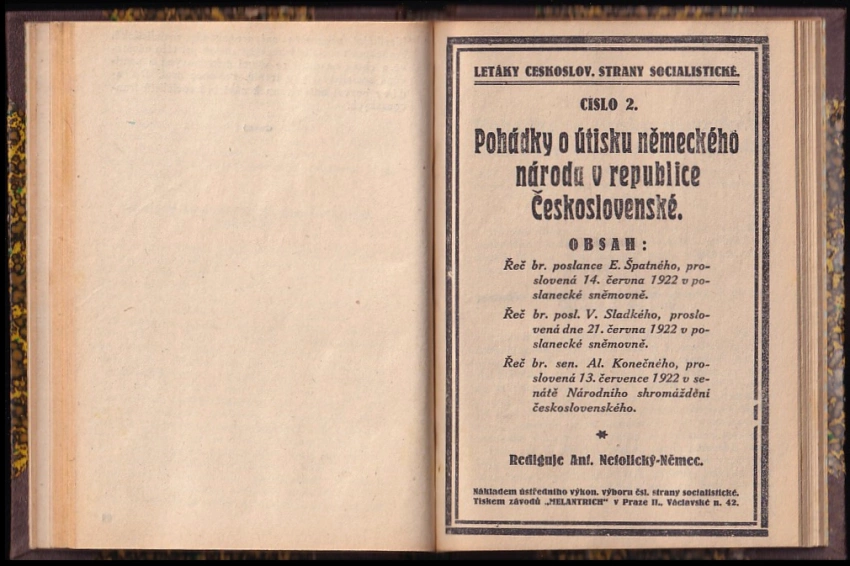 LETÁKY ČESKOSLOV. STRANY SOCIALISTICKÉ.
ČÍSLO 2.
Pohádky o útisku německého
národa v republice
Československé.
OBSAH:
Řeč br. poslance E. Špatného, pro-
slovená 14. června 1922 v po-
slanecké sněmovně.
Řeč br. posl. V. Sladkého, proslo-
vená dne 21. června 1922 v po-
slanecké sněmovně.
Řeč br. sen. Al. Konečného, pro-
slovená 13. července 1922 v se-
nátě Národního shromáždění
československého.
*
Rediguje Ant. Netolický-Němec.
Nákladem ústředního výkon. výboru čsl. strany socialistické.
Tiskem závodů „MELANTRICH" v Praze II., Václavské n. 42.